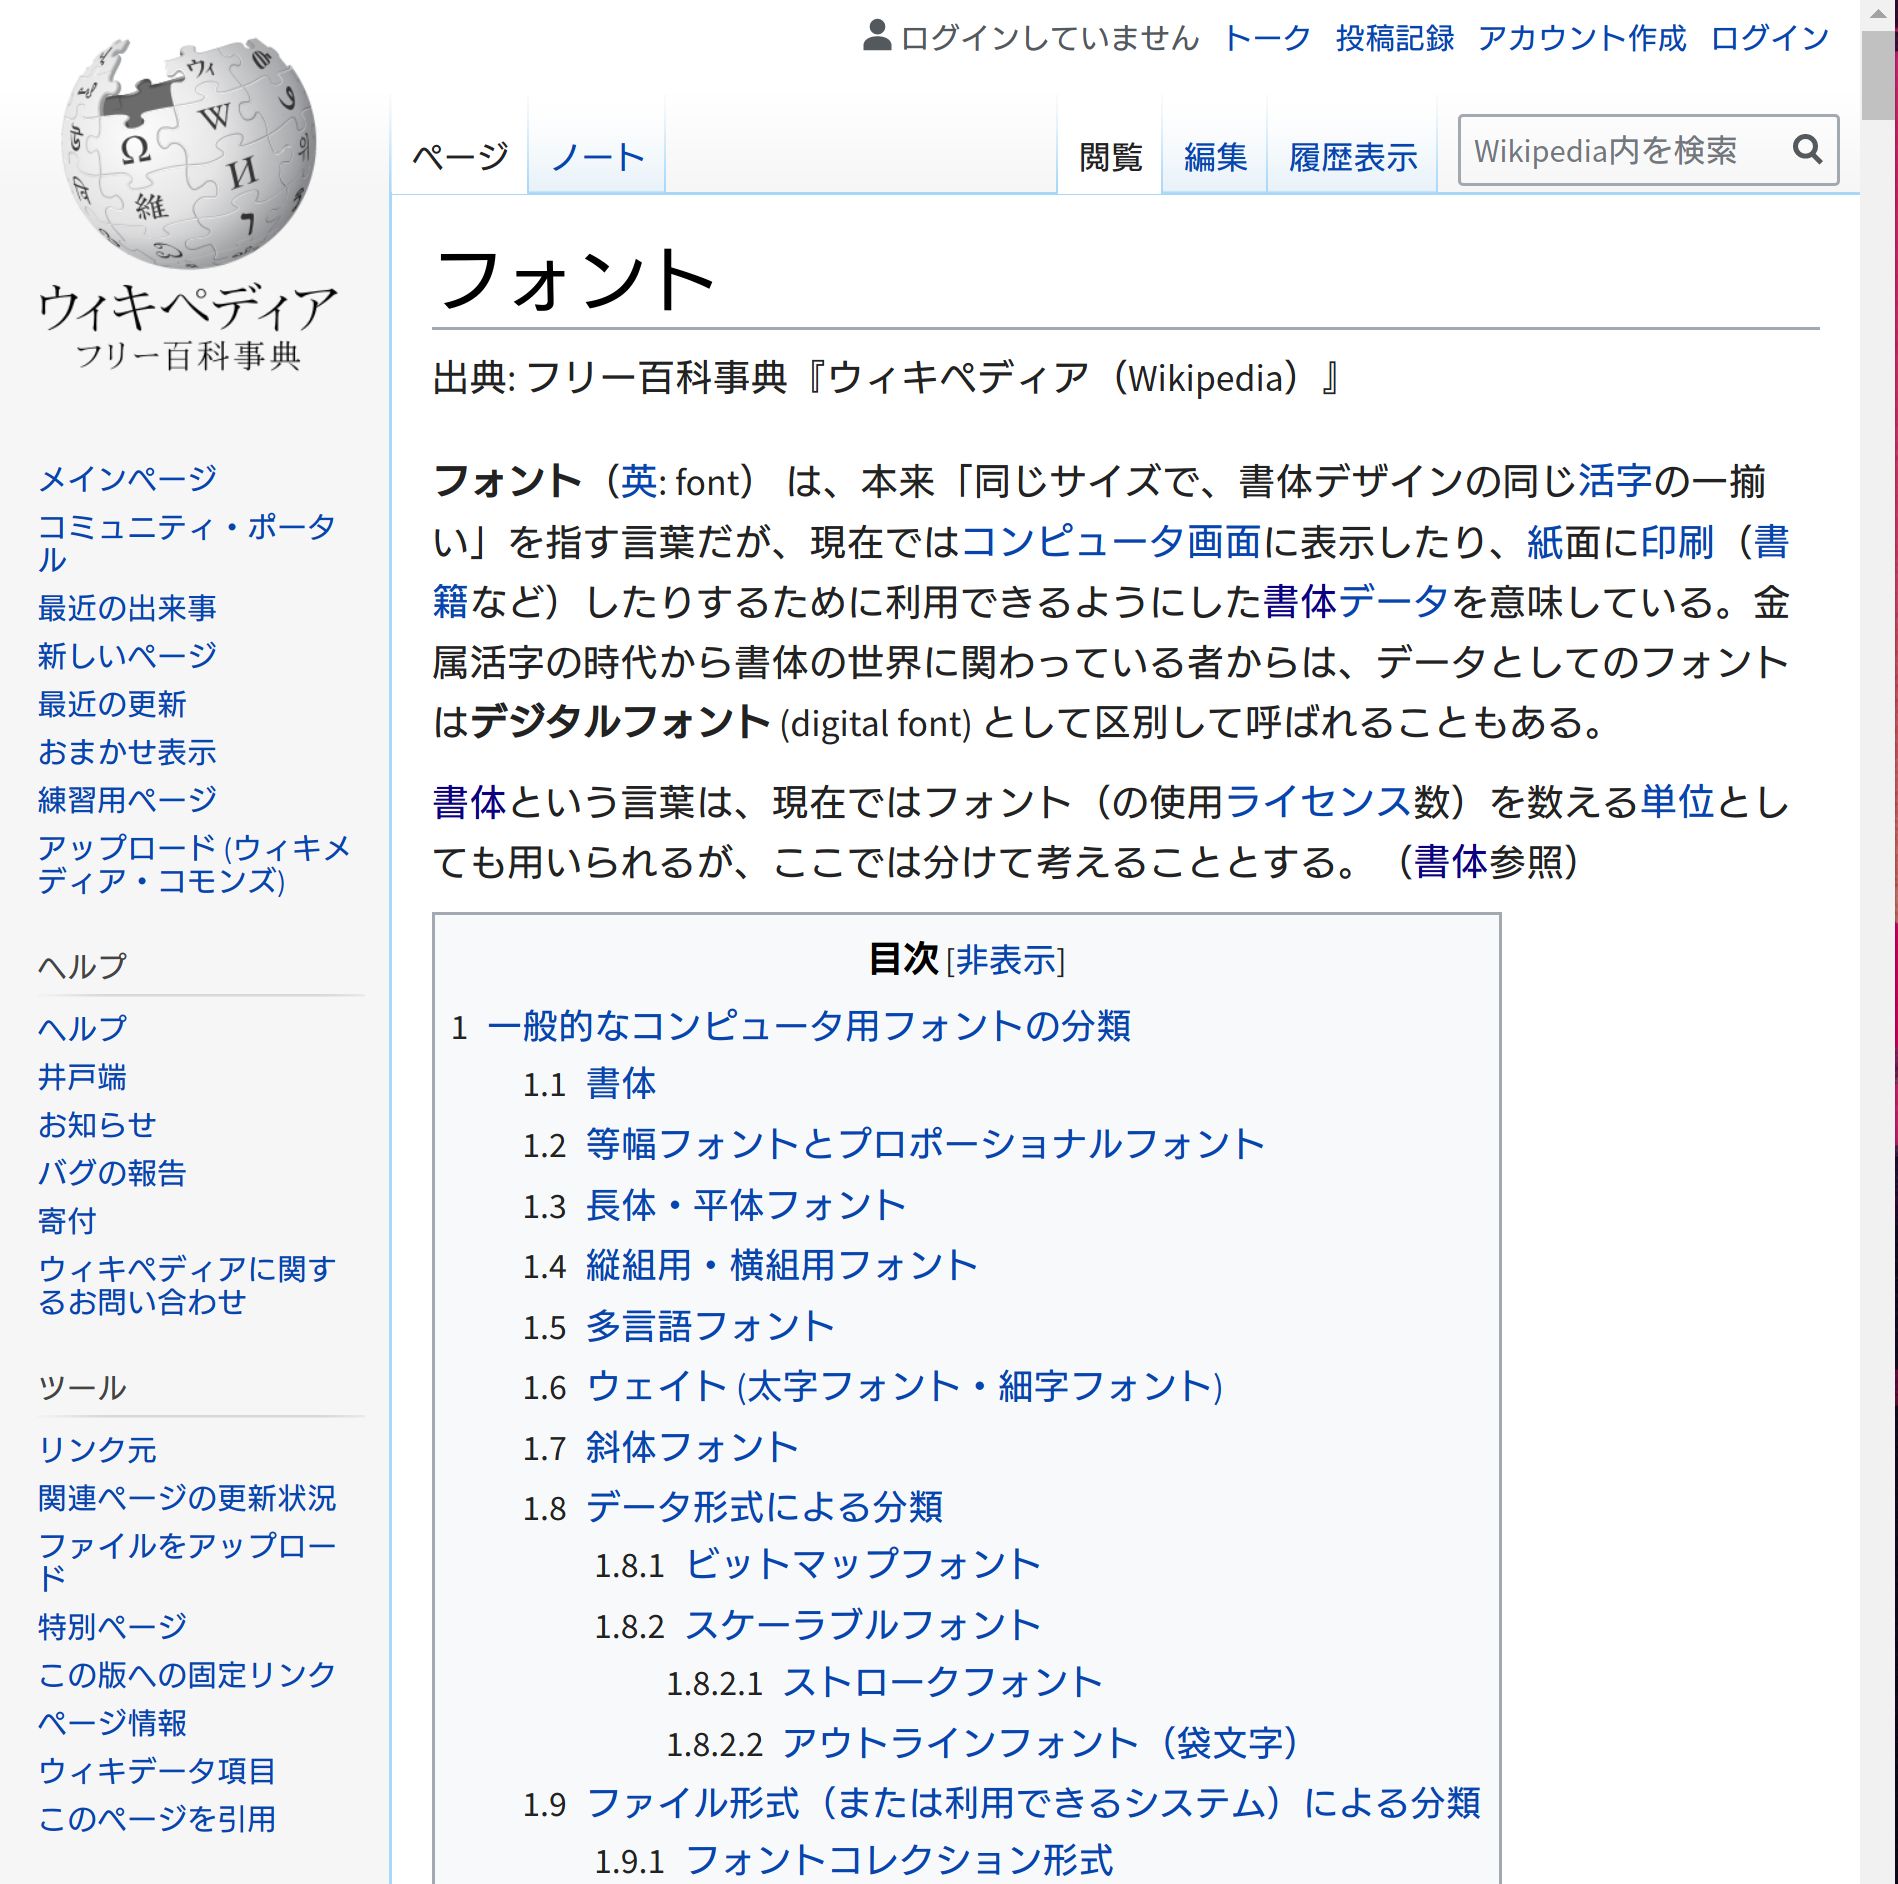 ログインしていません トーク 投稿記録 アカウント作成 ログイン
ページ ノート 閲覧 編集 履歴表示 Wikipedia内を検索
ウィキペディア
フリー百科事典
メインページ
コミュニティ・ポータ
ル
最近の出来事
新しいページ
最近の更新
おまかせ表示
練習用ページ
アップロード (ウィキメ
ディア・コモンズ)
ヘルプ
ヘルプ
井戸端
お知らせ
バグの報告
寄付
ウィキペディアに関す
るお問い合わせ
ツール
リンク元
関連ページの更新状況
ファイルをアップロー
ド
特別ページ
この版への固定リンク
ページ情報
ウィキデータ項目
このページを引用
フォント
出典: フリー百科事典『ウィキペディア（Wikipedia）』
フォント（英: font） は、本来「同じサイズで、書体デザインの同じ活字の一揃
い」を指す言葉だが、現在ではコンピュータ画面に表示したり、紙面に印刷（書
籍など）したりするために利用できるようにした書体データを意味している。金
属活字の時代から書体の世界に関わっている者からは、データとしてのフォント
はデジタルフォント (digital font) として区別して呼ばれることもある。
書体という言葉は、現在ではフォント（の使用ライセンス数）を数える単位とし
ても用いられるが、ここでは分けて考えることとする。（書体参照）
目次 [非表示]
1 一般的なコンピュータ用フォントの分類
1.1 書体
1.2 等幅フォントとプロポーショナルフォント
1.3 長体・平体フォント
1.4 縦組用・横組用フォント
1.5 多言語フォント
1.6 ウェイト (太字フォント・細字フォント)
1.7 斜体フォント
1.8 データ形式による分類
1.8.1 ビットマップフォント
1.8.2 スケーラブルフォント
1.8.2.1 ストロークフォント
1.8.2.2 アウトラインフォント（袋文字）
1.9 ファイル形式（または利用できるシステム）による分類
1.9.1 フォントコレクション形式